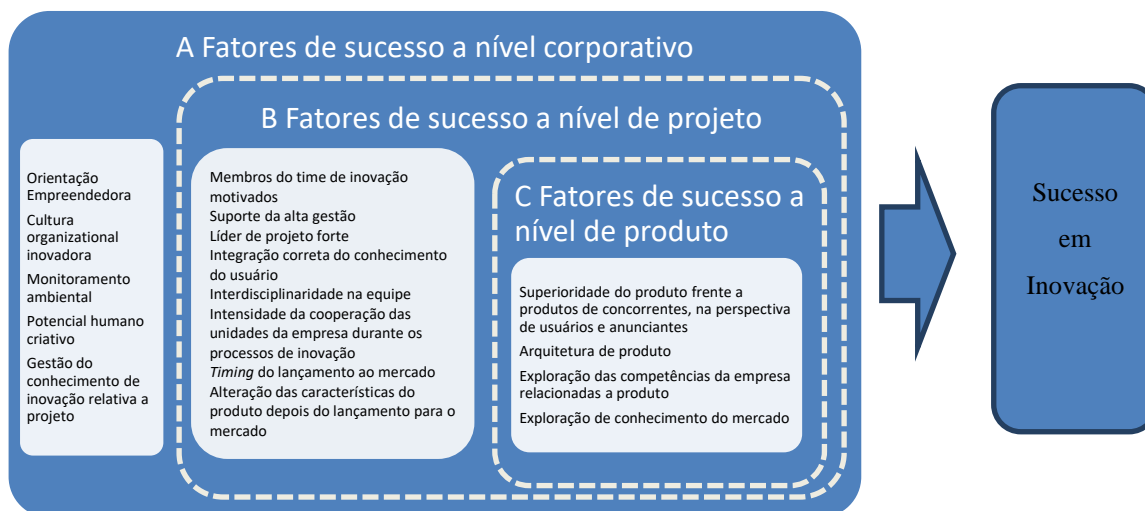 A Fatores de sucesso a nível corporativo
B Fatores de sucesso a nível de projeto
Orientação
Empreendedora
Cultura
organizacional
inovadora
Monitoramento
ambiental
Potencial humano
criativo
Gestão do
conhecimento de
inovação relativa a
projeto
Membros do time de inovação
motivados
Suporte da alta gestão
Líder de projeto forte
Integração correta do conhecimento
do usuário
Interdisciplinaridade na equipe
Intensidade da cooperação das
unidades da empresa durante os
processos de inovação
Timing do lançamento ao mercado
Alteração das características do
produto depois do lançamento para o
mercado
C Fatores de sucesso a
nível de produto
Superioridade do produto frente a
produtos de concorrentes, na perspectiva
de usuários e anunciantes
Arquitetura de produto
Exploração das competências da empresa
relacionadas a produto
Exploração de conhecimento do mercado
Sucesso
em
Inovação